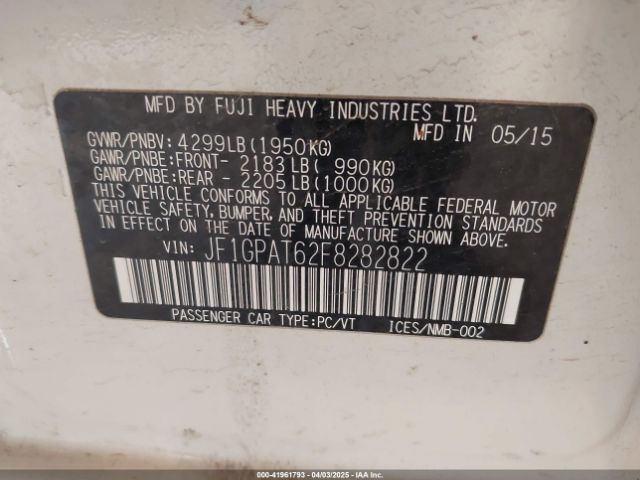 MFD BY FUJI HEAVY INDUSTRIES LTD.
MFD IN 05/15
GVWR/PNBV: 4299LB(1950KG)
GAWR/PNBE:FRONT- 2183LB( 990KG)
GAWR/PNBE:REAR - 2205LB(1000KG)
THIS VEHICLE CONFORMS TO ALL APPLICABLE FEDERAL MOTOR
VEHICLE SAFETY, BUMPER, AND THEFT PREVENTION STANDARDS
IN EFFECT ON THE DATE OF MANUFACTURE SHOWN ABOVE.
VIN: JF1GPAT62F8282822
PASSENGER CAR TYPE:PC/VT ICES/NMB-002
000-41961793 - 04/03/2025 - IAA Inc.